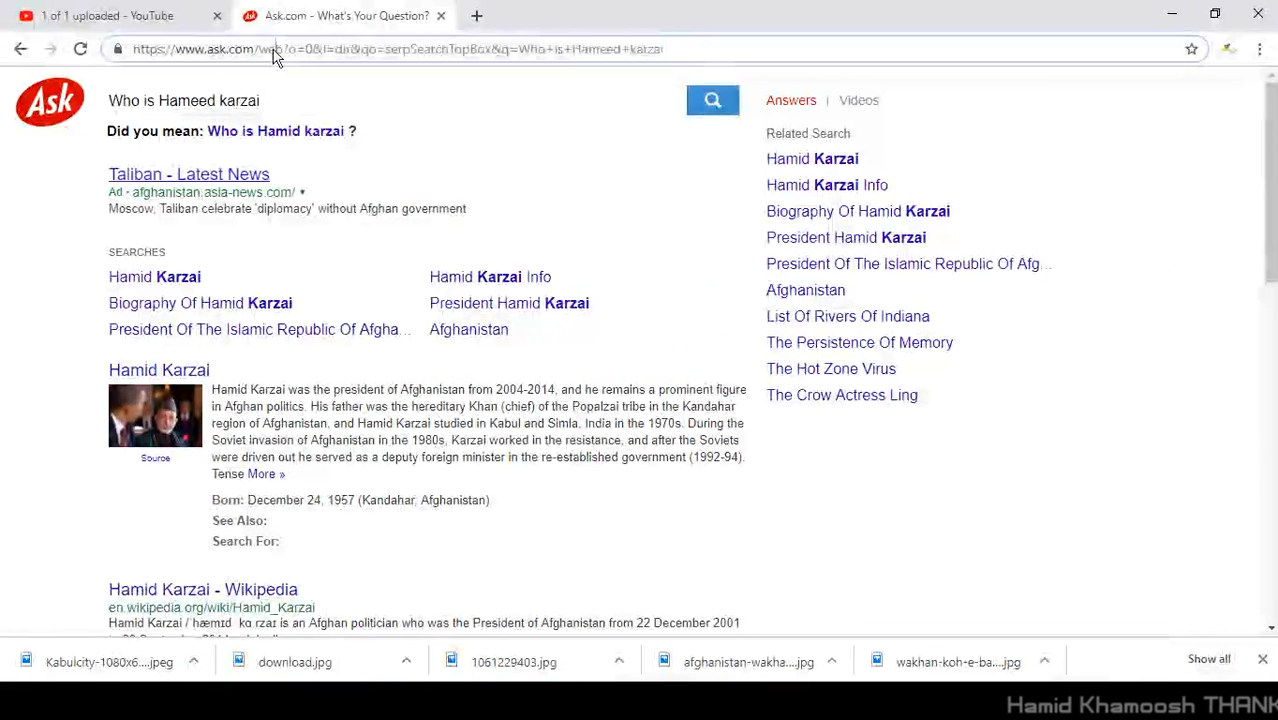 1 of 1 uploaded - YouTube
Ask.com - What's Your Question?
https://www.ask.com/web?o=0&l=dir&qo=serpSearchTopBox&q=Who+is+Hameed+karzai
Ask
Who is Hameed karzai
Did you mean: Who is Hamid karzai ?
Taliban - Latest News
Ad - afghanistan.asia-news.com/
Moscow, Taliban celebrate 'diplomacy' without Afghan government
SEARCHES
Hamid Karzai
Hamid Karzai Info
Biography Of Hamid Karzai
President Hamid Karzai
President Of The Islamic Republic Of Afgha...
Afghanistan
Hamid Karzai
Hamid Karzai was the president of Afghanistan from 2004-2014, and he remains a prominent figure
in Afghan politics. His father was the hereditary Khan (chief) of the Popalzai tribe in the Kandahar
region of Afghanistan, and Hamid Karzai studied in Kabul and Simla, India in the 1970s. During the
Soviet invasion of Afghanistan in the 1980s, Karzai worked in the resistance, and after the Soviets
were driven out he served as a deputy foreign minister in the re-established government (1992-94).
Tense More »
Source
Born: December 24, 1957 (Kandahar, Afghanistan)
See Also:
Search For:
Hamid Karzai - Wikipedia
en.wikipedia.org/wiki/Hamid_Karzai
is an Afghan politician who was the President of Afghanistan from 22 December 2001
Answers | Videos
Related Search
Hamid Karzai
Hamid Karzai Info
Biography Of Hamid Karzai
President Hamid Karzai
President Of The Islamic Republic Of Afg...
Afghanistan
List Of Rivers Of Indiana
The Persistence Of Memory
The Hot Zone Virus
The Crow Actress Ling
Kabulcity-1080x6....jpeg
download.jpg
1061229403.jpg
afghanistan-wakha....jpg
wakhan-koh-e-ba....jpg
Show all
Hamid Khamoosh THANK